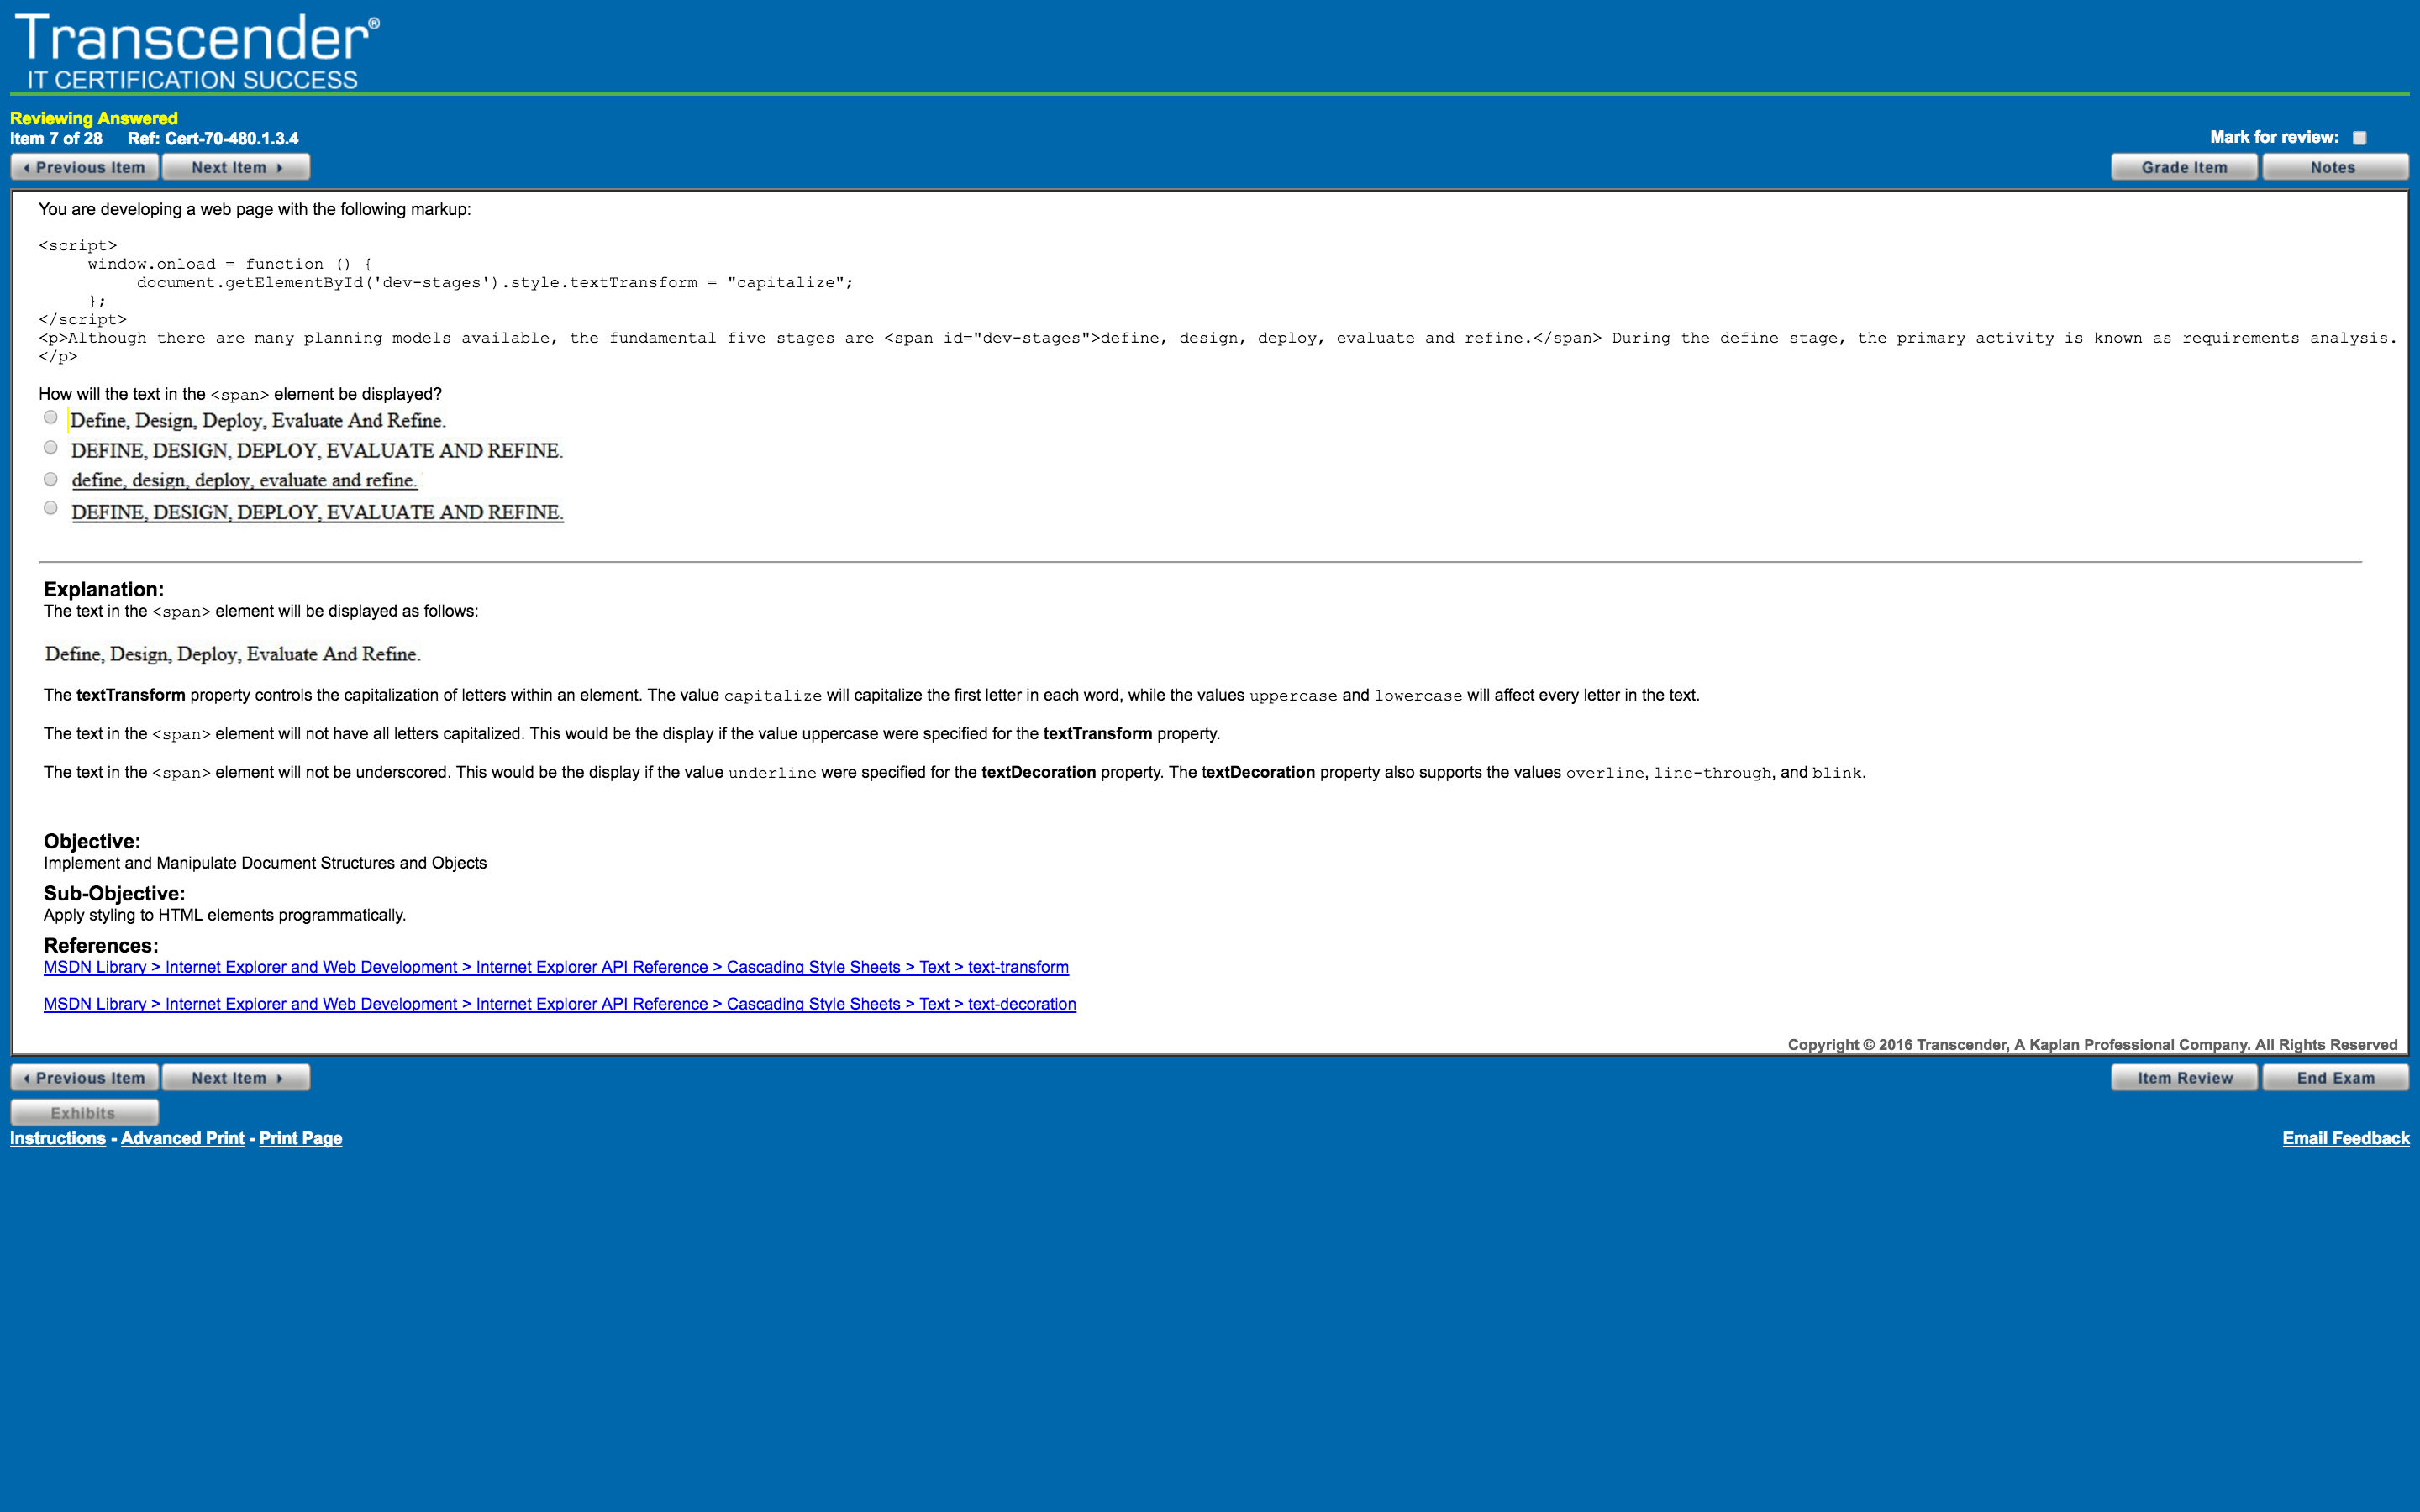 Transcender®
IT CERTIFICATION SUCCESS
Reviewing Answered
Item 7 of 28 Ref: Cert-70-480.1.3.4
Mark for review:
Previous Item Next Item Grade Item Notes
You are developing a web page with the following markup:
<script>
window.onload = function () {
document.getElementById('dev-stages').style.textTransform = "capitalize";
};
</script>
<p>Although there are many planning models available, the fundamental five stages are <span id="dev-stages">define, design, deploy, evaluate and refine.</span> During the define stage, the primary activity is known as requirements analysis.
</p>
How will the text in the <span> element be displayed?
Define, Design, Deploy, Evaluate And Refine.
DEFINE, DESIGN, DEPLOY, EVALUATE AND REFINE.
define, design, deploy, evaluate and refine.
DEFINE, DESIGN, DEPLOY, EVALUATE AND REFINE.
Explanation:
The text in the <span> element will be displayed as follows:
Define, Design, Deploy, Evaluate And Refine.
The textTransform property controls the capitalization of letters within an element. The value capitalize will capitalize the first letter in each word, while the values uppercase and lowercase will affect every letter in the text.
The text in the <span> element will not have all letters capitalized. This would be the display if the value uppercase were specified for the textTransform property.
The text in the <span> element will not be underscored. This would be the display if the value underline were specified for the textDecoration property. The textDecoration property also supports the values overline, line-through, and blink.
Objective:
Implement and Manipulate Document Structures and Objects
Sub-Objective:
Apply styling to HTML elements programmatically.
References:
MSDN Library > Internet Explorer and Web Development > Internet Explorer API Reference > Cascading Style Sheets > Text > text-transform
MSDN Library > Internet Explorer and Web Development > Internet Explorer API Reference > Cascading Style Sheets > Text > text-decoration
Copyright © 2016 Transcender, A Kaplan Professional Company. All Rights Reserved
Previous Item Next Item Item Review End Exam
Exhibits
Instructions - Advanced Print - Print Page Email Feedback